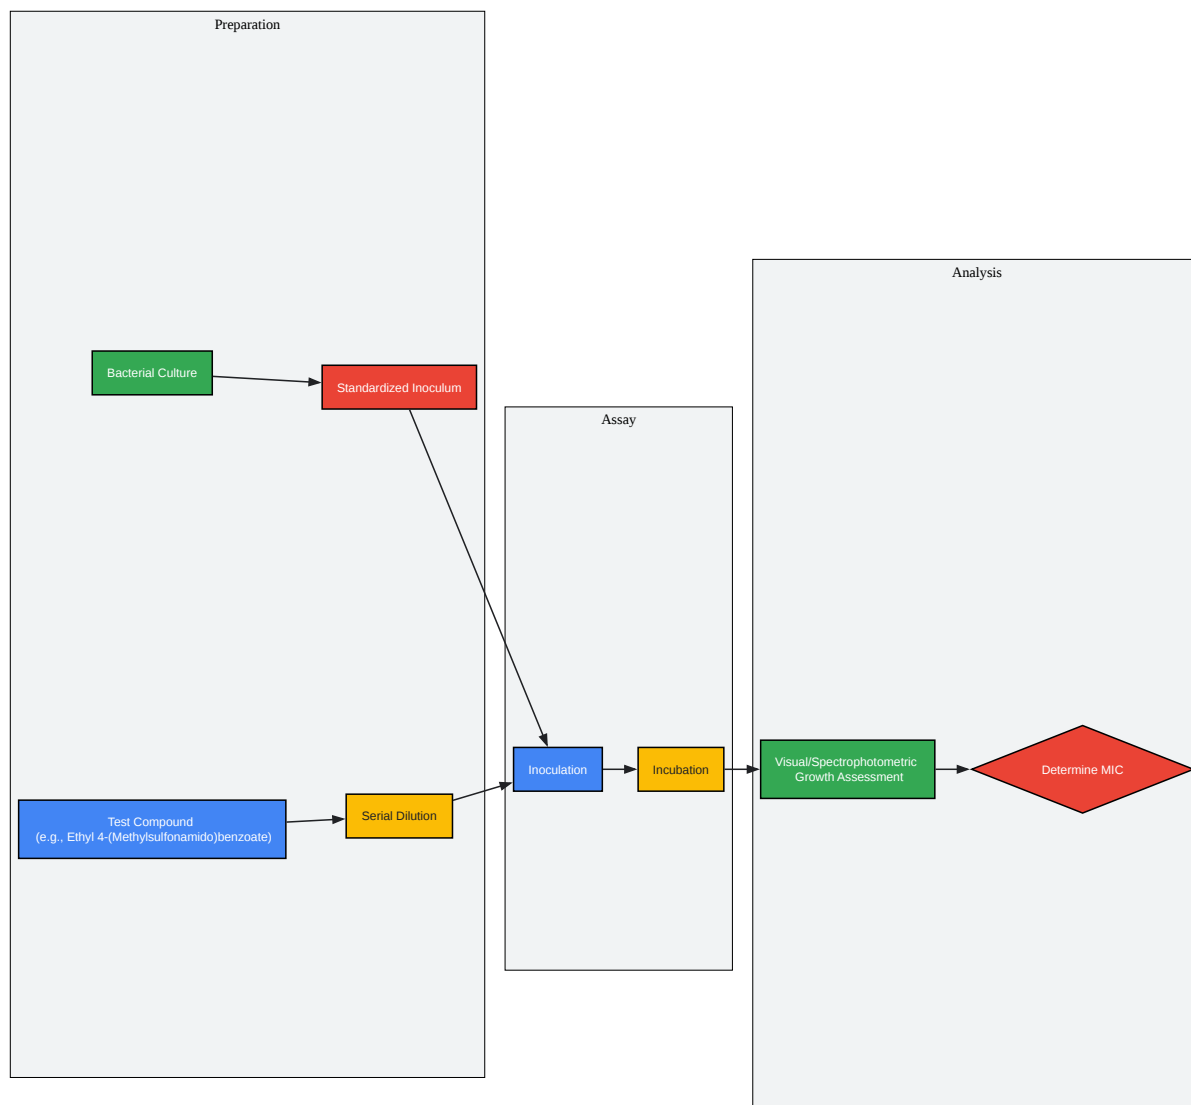 Preparation
Bacterial Culture
Standardized Inoculum
Test Compound
(e.g., Ethyl 4-(Methylsulfonamido)benzoate)
Serial Dilution
Assay
Inoculation
Incubation
Analysis
Visual/Spectrophotometric
Growth Assessment
Determine MIC